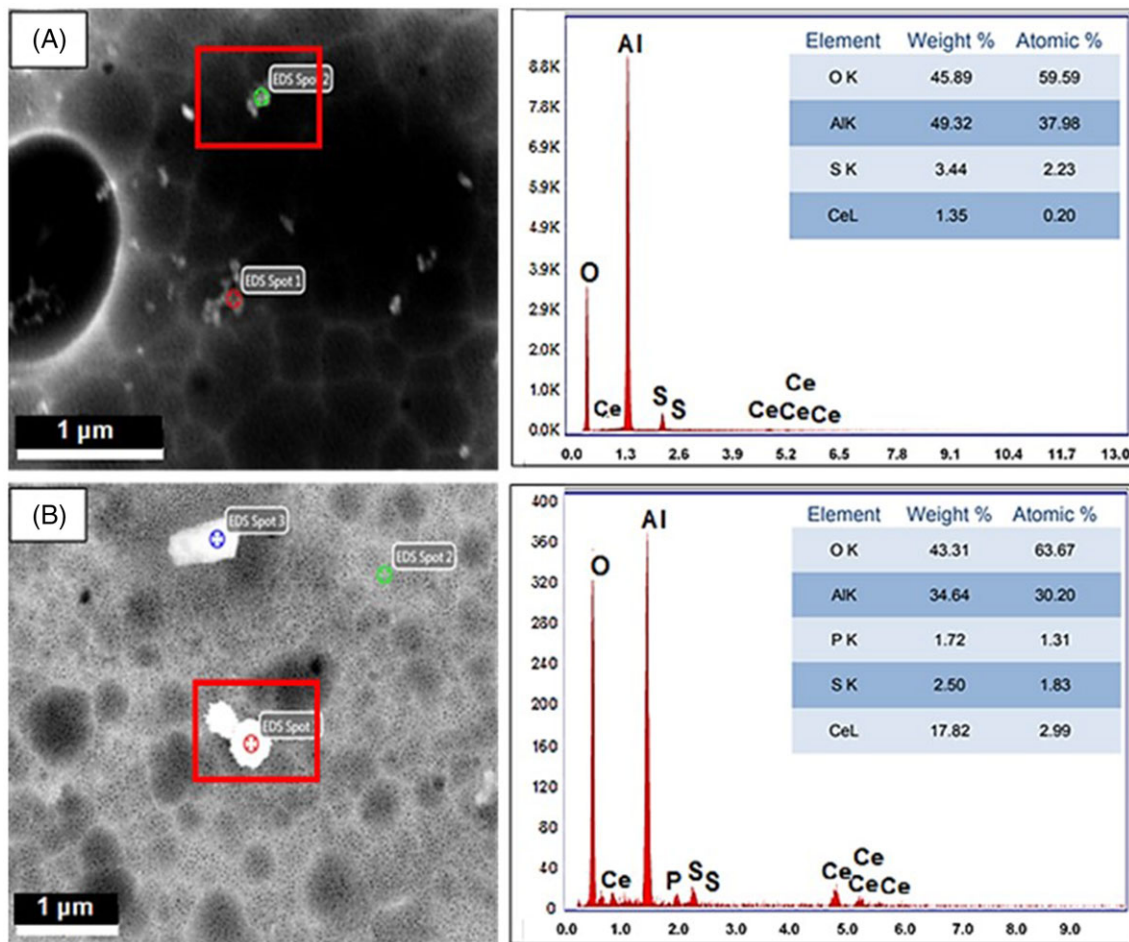 (A)
EDS Spot 2
EDS Spot 1
1 µm
Al
O
Ce
S
S
Ce
Ce
Ce
Ce
8.8K
7.8K
6.9K
5.9K
4.9K
3.9K
2.9K
2.0K
1.0K
0.0K
0.0 1.3 2.6 3.9 5.2 6.5 7.8 9.1 10.4 11.7 13.0
Element Weight % Atomic %
O K 45.89 59.59
AlK 49.32 37.98
S K 3.44 2.23
CeL 1.35 0.20
(B)
EDS Spot 3
EDS Spot 2
EDS Spot
1 µm
Al
O
Ce
P
S
S
Ce
Ce
Ce
Ce
400
360
320
280
240
200
160
120
80
40
0
0.0 1.0 2.0 3.0 4.0 5.0 6.0 7.0 8.0 9.0
Element Weight % Atomic %
O K 43.31 63.67
AlK 34.64 30.20
P K 1.72 1.31
S K 2.50 1.83
CeL 17.82 2.99